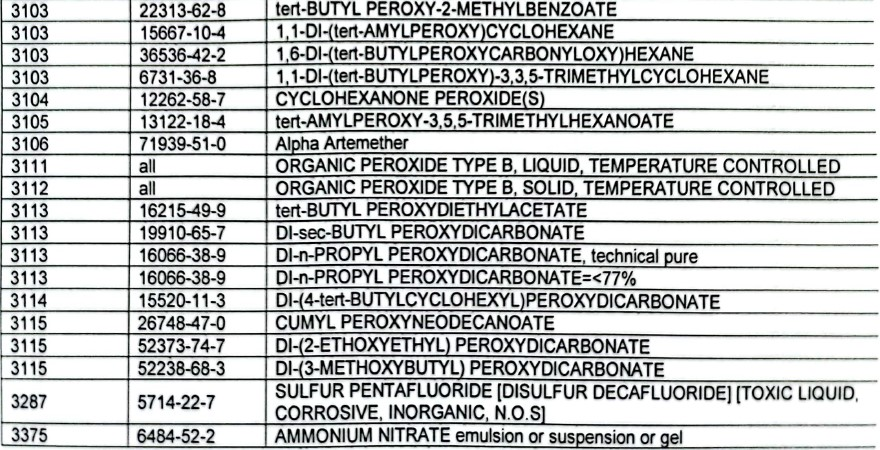 3103 22313-62-8 tert-BUTYL PEROXY-2-METHYLBENZOATE
3103 15667-10-4 1,1-DI-(tert-AMYLPEROXY)CYCLOHEXANE
3103 36536-42-2 1,6-DI-(tert-BUTYLPEROXYCARBONYLOXY)HEXANE
3103 6731-36-8 1,1-DI-(tert-BUTYLPEROXY)-3,3,5-TRIMETHYLCYCLOHEXANE
3104 12262-58-7 CYCLOHEXANONE PEROXIDE(S)
3105 13122-18-4 tert-AMYLPEROXY-3,5,5-TRIMETHYLHEXANOATE
3106 71939-51-0 Alpha Artemether
3111 all ORGANIC PEROXIDE TYPE B, LIQUID, TEMPERATURE CONTROLLED
3112 all ORGANIC PEROXIDE TYPE B, SOLID, TEMPERATURE CONTROLLED
3113 16215-49-9 tert-BUTYL PEROXYDIETHYLACETATE
3113 19910-65-7 DI-sec-BUTYL PEROXYDICARBONATE
3113 16066-38-9 DI-n-PROPYL PEROXYDICARBONATE, technical pure
3113 16066-38-9 DI-n-PROPYL PEROXYDICARBONATE=<77%
3114 15520-11-3 DI-(4-tert-BUTYLCYCLOHEXYL)PEROXYDICARBONATE
3115 26748-47-0 CUMYL PEROXYNEODECANOATE
3115 52373-74-7 DI-(2-ETHOXYETHYL) PEROXYDICARBONATE
3115 52238-68-3 DI-(3-METHOXYBUTYL) PEROXYDICARBONATE
3287 5714-22-7 SULFUR PENTAFLUORIDE [DISULFUR DECAFLUORIDE] [TOXIC LIQUID,
CORROSIVE, INORGANIC, N.O.S]
3375 6484-52-2 AMMONIUM NITRATE emulsion or suspension or gel